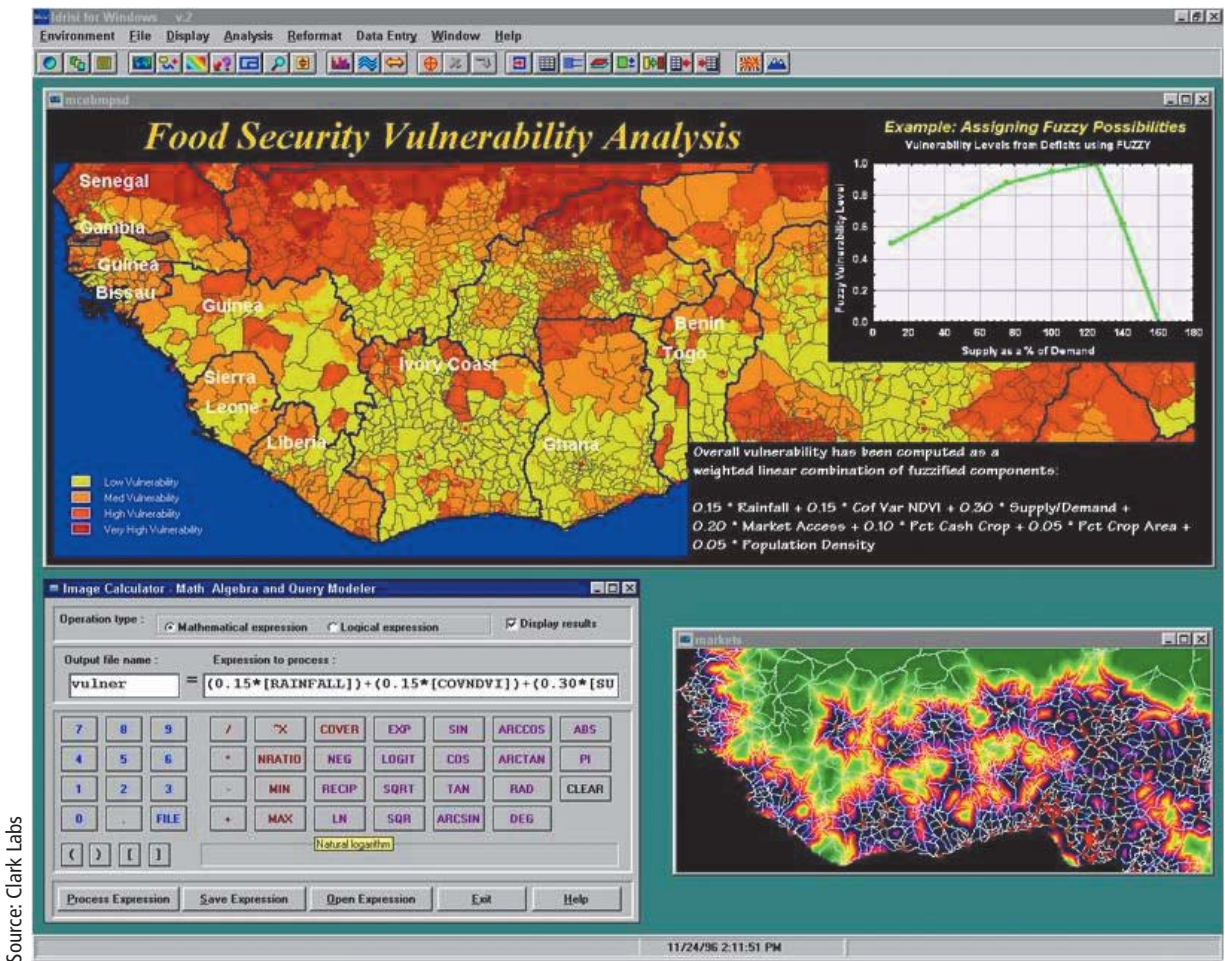 Idrisi for Windows v.2
Environment File Display Analysis Reformat Data Entry Window Help
Food Security Vulnerability Analysis
Example: Assigning Fuzzy Possibilities
Vulnerability Levels from Deficits using FUZZY
Fuzzy Vulnerability Level
1.0
0.8
0.6
0.4
0.2
0.0
0 20 40 60 80 100 120 140 160 180
Supply as a % of Demand
Senegal
Gambia
Guinea
Bissau
Guinea
Sierra
Leone
Liberia
Ivory Coast
Ghana
Benin
Togo
Low Vulnerability
Med Vulnerability
High Vulnerability
Very High Vulnerability
Overall vulnerability has been computed as a
weighted linear combination of fuzzified components:
0.15 * Rainfall + 0.15 * Cof Var NDVI + 0.30 * Supply/Demand +
0.20 * Market Access + 0.10 * Pct Cash Crop + 0.05 * Pct Crop Area +
0.05 * Population Density
Image Calculator - Math Algebra and Query Modeler
Operation type : Mathematical expression Logical expression Display results
Output file name : Expression to process :
vulner = (0.15*[RAINFALL])+(0.15*[COVNDVI])+(0.30*[SU
7 8 9 / ^X COVER EXP SIN ARCCOS ABS
4 5 6 * NRATIO NEG LOGIT COS ARCTAN PI
1 2 3 - MIN RECIP SQRT TAN RAD CLEAR
0 . FILE + MAX LN SQR ARCSIN DEG
Natural logarithm
( ) [ ]
Process Expression Save Expression Open Expression Exit Help
markets
11/24/96 2:11:51 PM
Source: Clark Labs